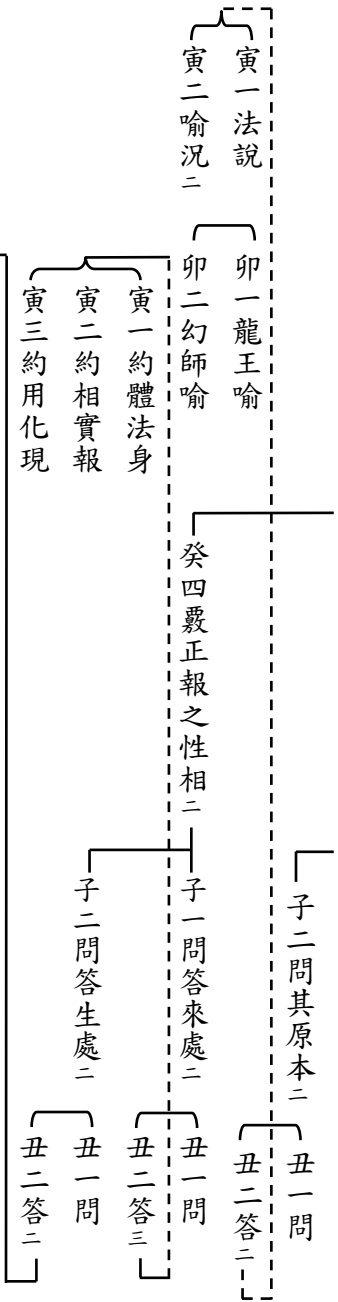 子二問其原本二
丑一問
丑二答二
寅一法說
寅二喻況二
卯一龍王喻
卯二幻師喻
癸四覈正報之性相二
子一問答來處二
丑一問
丑二答三
寅一約體法身
寅二約相實報
寅三約用化現
子二問答生處二
丑一問
丑二答二